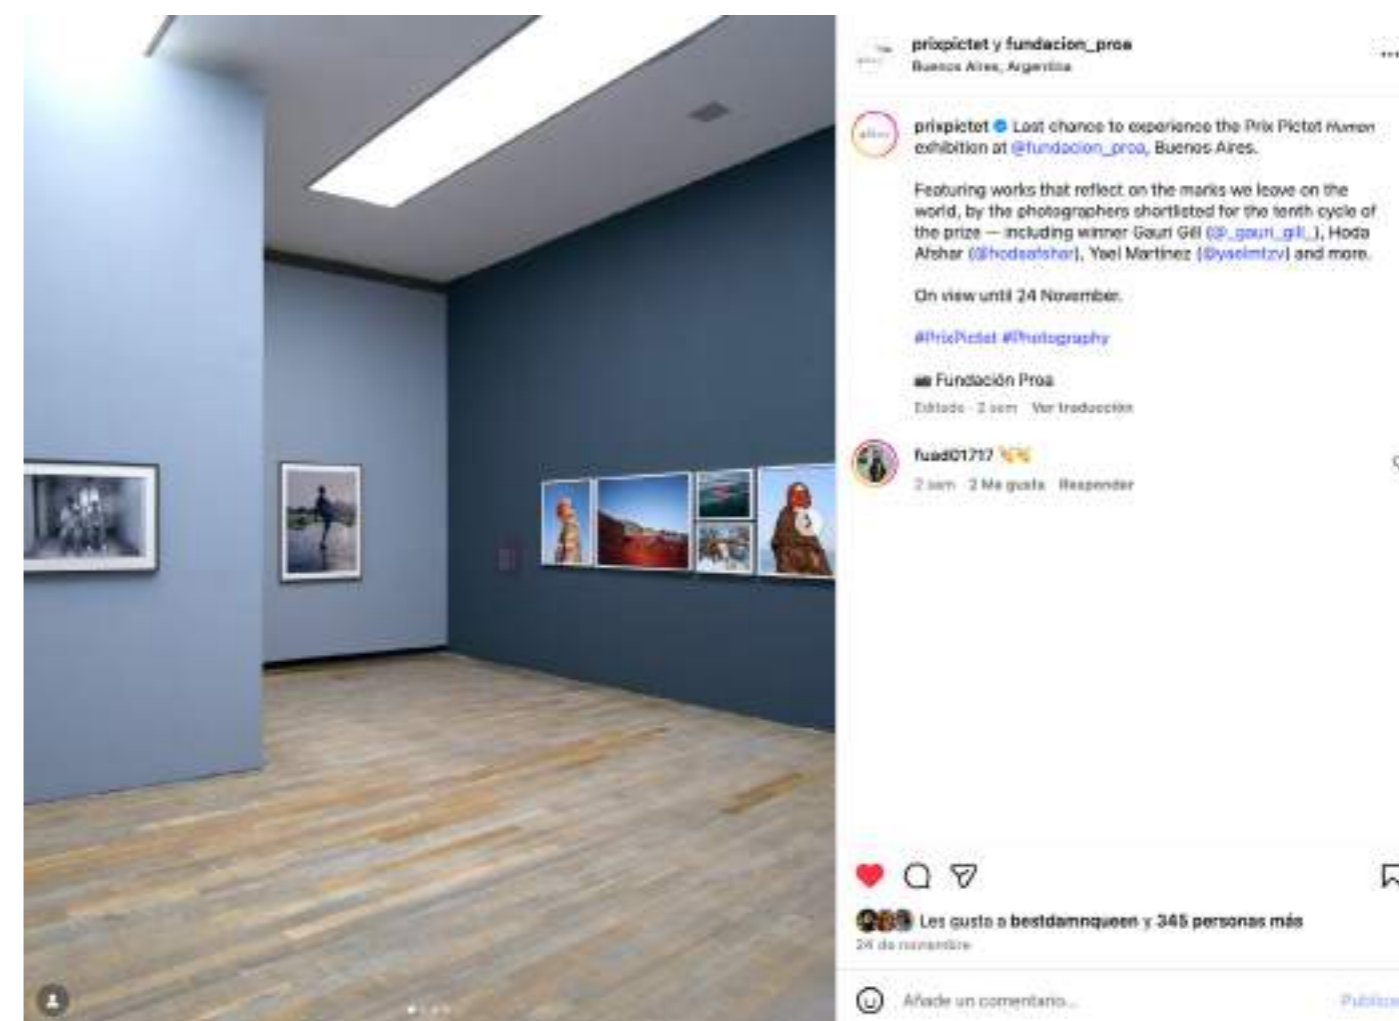 prixpictet y fundacion_proa
Buenos Aires, Argentina
prixpictet Last chance to experience the Prix Pictet Human
exhibition at @fundacion_proa, Buenos Aires.
Featuring works that reflect on the marks we leave on the
world, by the photographers shortlisted for the tenth cycle of
the prize — including winner Gauri Gill (@_gauri_gill_), Hoda
Afshar (@hodaafshar), Yael Martínez (@yaelmtzv) and more.
On view until 24 November.
#PrixPictet #Photography
📷 Fundación Proa
Editado · 2 sem Ver traducción
fuad01717 👏👏
2 sem 2 Me gusta Responder
Les gusta a bestdamnqueen y 345 personas más
24 de noviembre
Añade un comentario...
Publicar